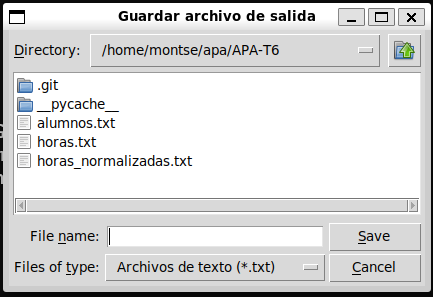 Guardar archivo de salida
Directory: /home/montse/apa/APA-T6
.git
__pycache__
alumnos.txt
horas.txt
horas_normalizadas.txt
File name: Save
Files of type: Archivos de texto (*.txt) Cancel